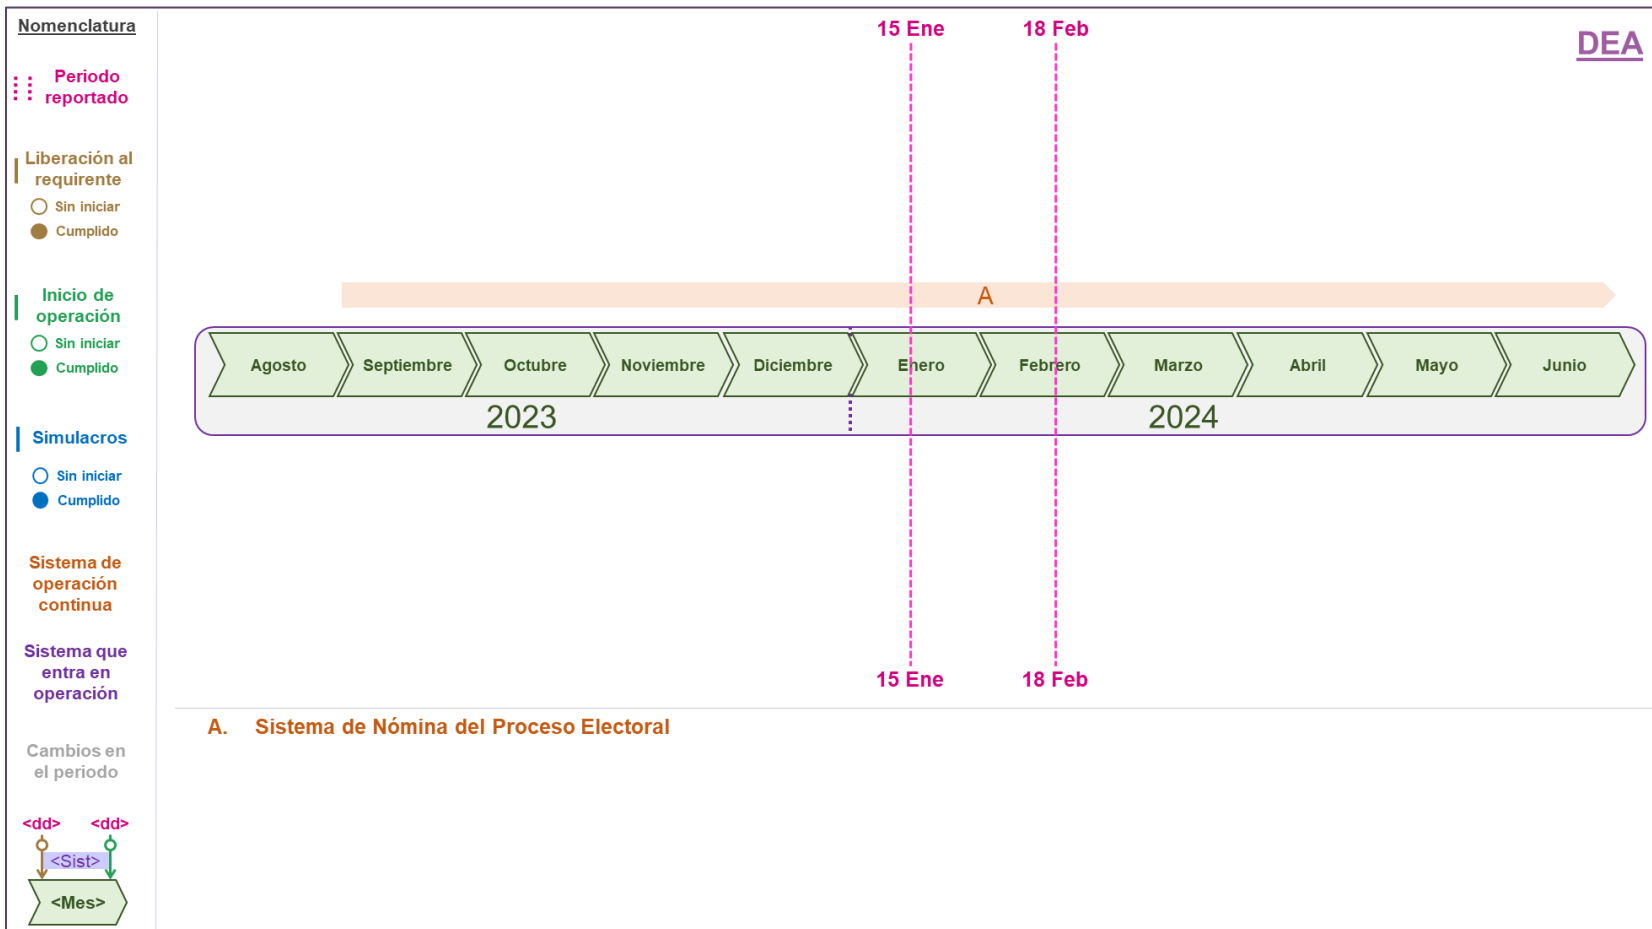 Nomenclatura
Periodo
reportado
Liberación al
requirente
Sin iniciar
Cumplido
Inicio de
operación
Sin iniciar
Cumplido
Simulacros
Sin iniciar
Cumplido
Sistema de
operación
continua
Sistema que
entra en
operación
Cambios en
el periodo
<dd> <dd>
<Sist>
<Mes>
15 Ene 18 Feb
DEA
A
Agosto Septiembre Octubre Noviembre Diciembre Enero Febrero Marzo Abril Mayo Junio
2023 2024
15 Ene 18 Feb
A. Sistema de Nómina del Proceso Electoral